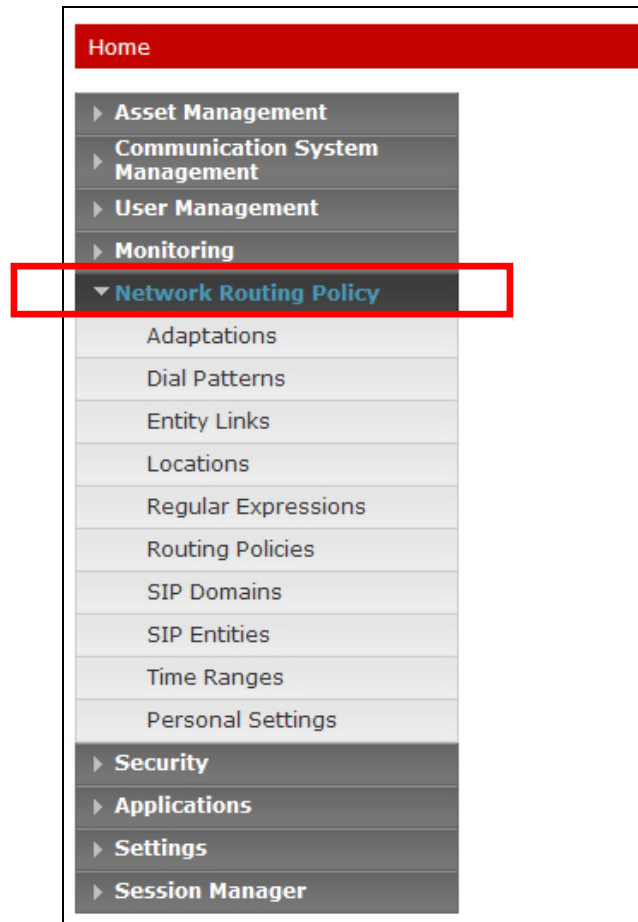 Home
Asset Management
Communication System
Management
User Management
Monitoring
Network Routing Policy
Adaptations
Dial Patterns
Entity Links
Locations
Regular Expressions
Routing Policies
SIP Domains
SIP Entities
Time Ranges
Personal Settings
Security
Applications
Settings
Session Manager